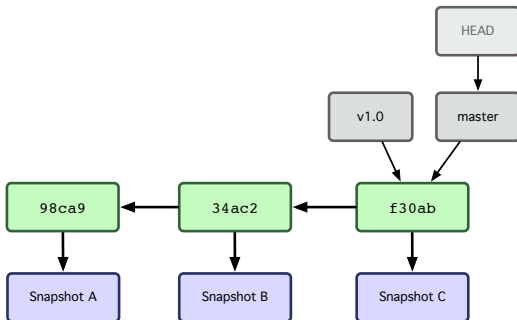 HEAD
v1.0
master
98ca9
34ac2
f30ab
Snapshot A
Snapshot B
Snapshot C